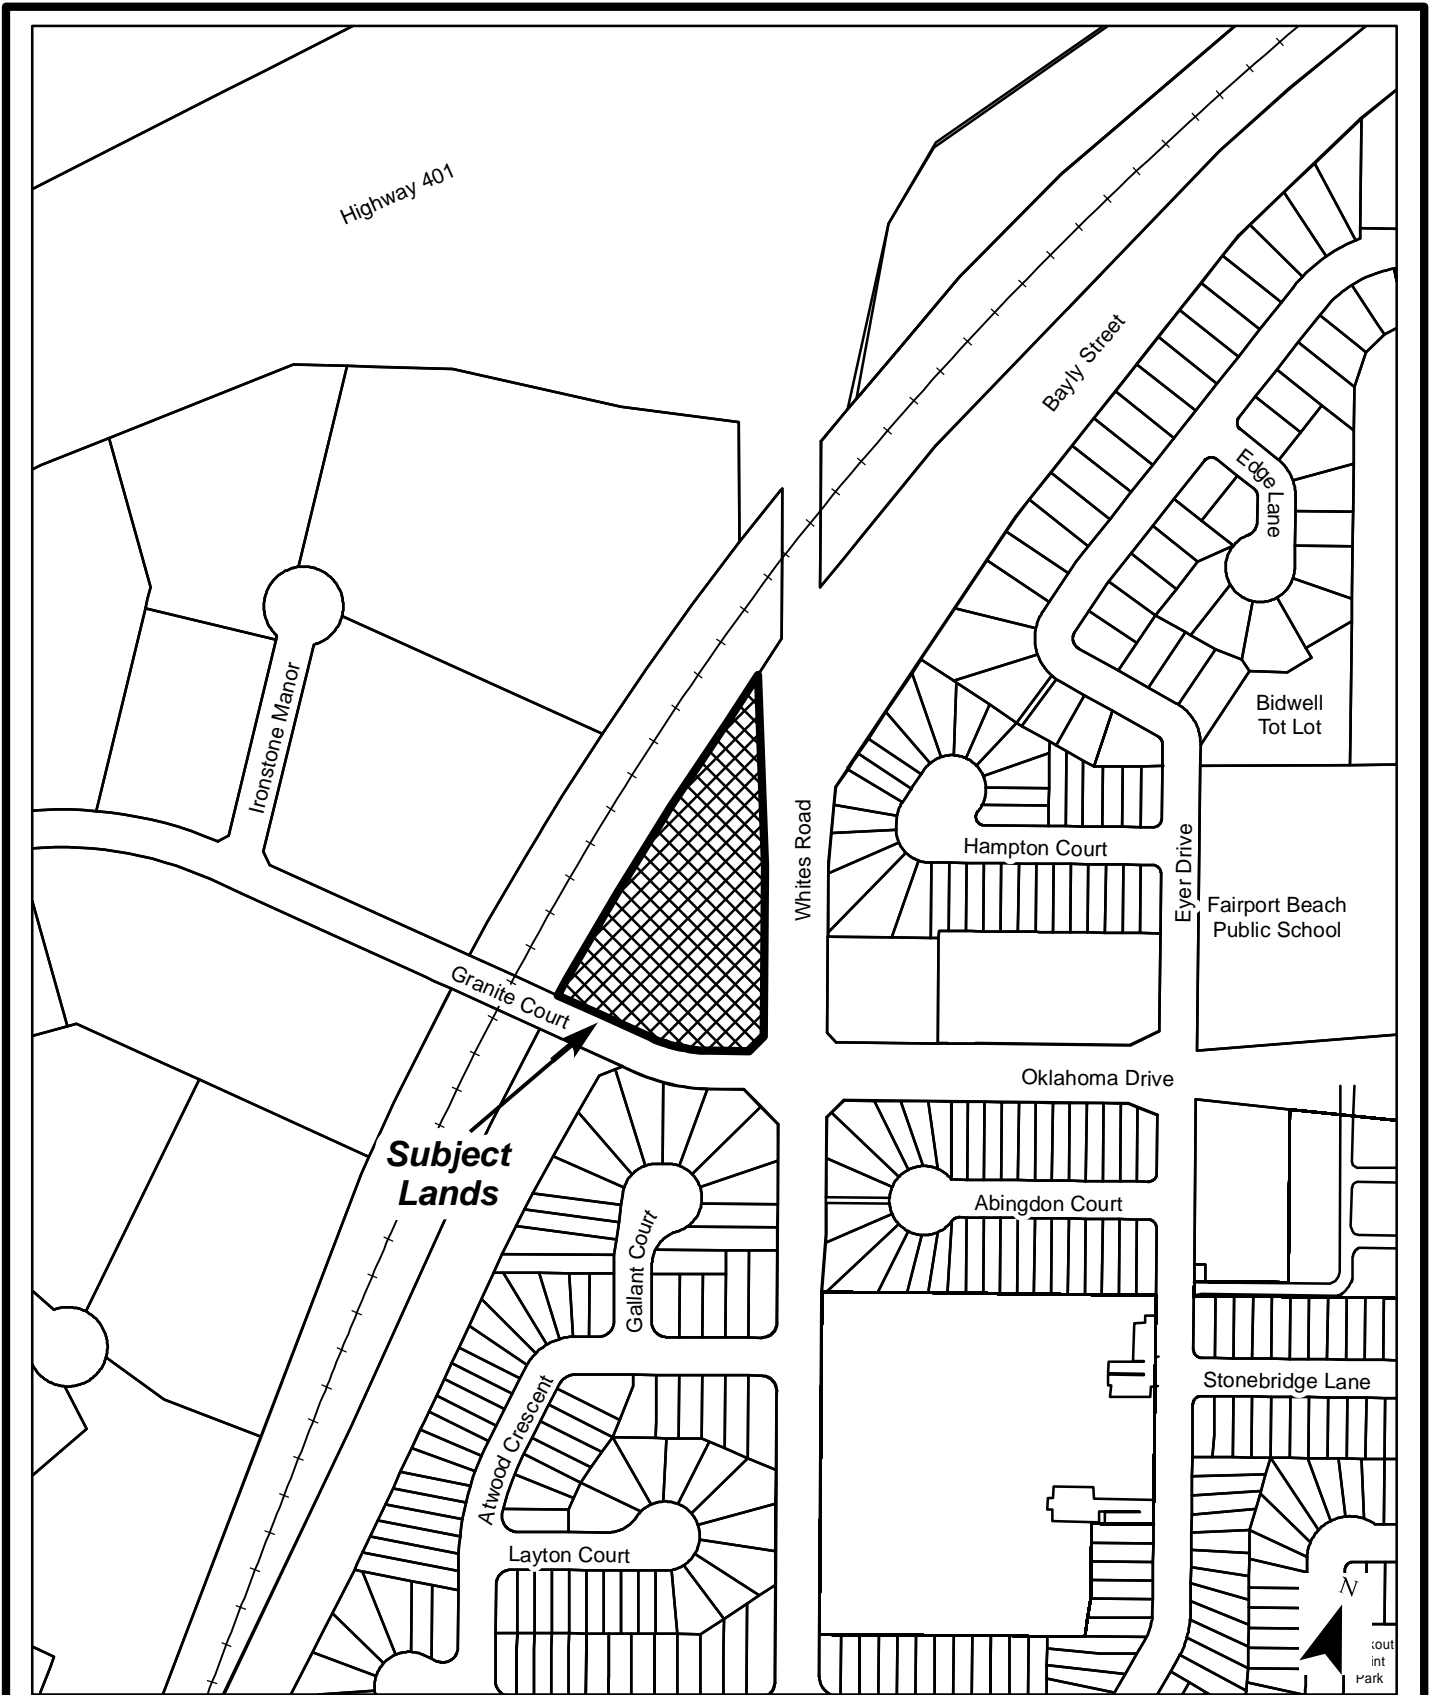 Highway 401
Bayly Street
Edge Lane
Bidwell
Tot Lot
Ironstone Manor
Whites Road
Hampton Court
Eyer Drive
Fairport Beach
Public School
Granite Court
Oklahoma Drive
Subject
Lands
Abingdon Court
Gallant Court
Stonebridge Lane
Atwood Crescent
Layton Court
N
kout
int
Park